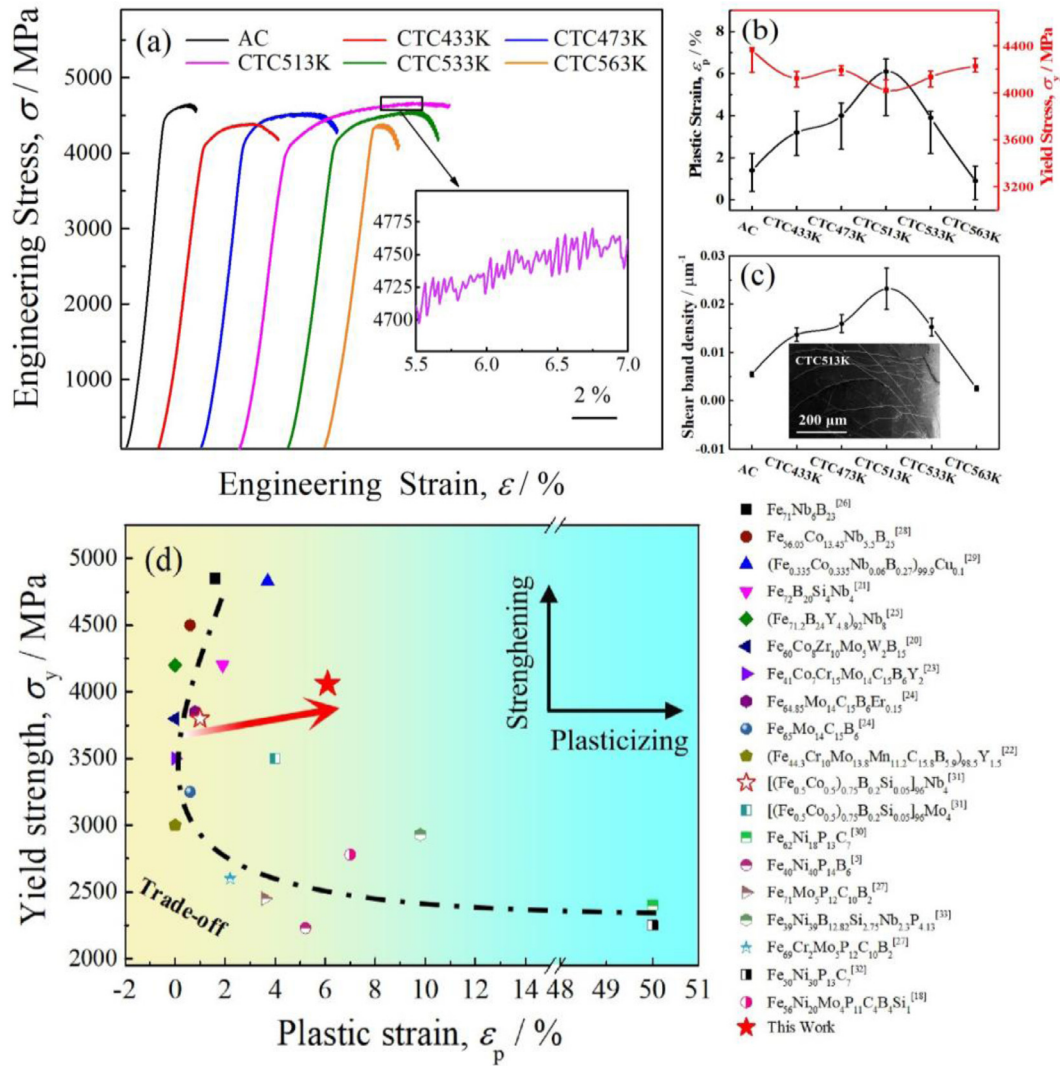 (a)
AC CTC433K CTC473K
CTC513K CTC533K CTC563K
Engineering Stress, σ / MPa
5000
4000
3000
2000
1000
4775
4750
4725
4700
5.5 6.0 6.5 7.0
2 %
Engineering Strain, ε / %
(b)
Plastic Strain, εp / %
8
6
4
2
0
Yield Stress, σy / MPa
4400
4000
3600
3200
AC CTC433K CTC473K CTC513K CTC533K CTC563K
(c)
Shear band density / μm-1
0.03
0.02
0.01
0.00
-0.01
CTC513K
200 μm
AC CTC433K CTC473K CTC513K CTC533K CTC563K
(d)
Yield strength, σy / MPa
5000
4500
4000
3500
3000
2500
2000
Strenghening
Plasticizing
Trade-off
-2 0 2 4 6 8 10 12 14 48 49 50 51
Plastic strain, εp / %
Fe71Nb6B23[26]
Fe56.05Co13.45Nb5.5B25[28]
(Fe0.335Co0.335Nb0.06B0.27)99.9Cu0.1[29]
Fe72B20Si4Nb4[21]
(Fe71.2B24Y4.8)92Nb8[25]
Fe60Co8Zr10Mo5W2B15[20]
Fe41Co7Cr15Mo14C15B6Y2[23]
Fe64.85Mo14C15B6Er0.15[24]
Fe65Mo14C15B6[24]
(Fe44.3Cr10Mo13.8Mn11.2C15.8B5.9)98.5Y1.5[22]
[(Fe0.5Co0.5)0.75B0.2Si0.05]96Nb4[31]
[(Fe0.5Co0.5)0.75B0.2Si0.05]96Mo4[31]
Fe62Ni18P13C7[30]
Fe40Ni40P14B6[5]
Fe71Mo5P12C10B2[27]
Fe39Ni39B12.82Si2.75Nb2.3P4.13[33]
Fe69Cr2Mo5P12C10B2[27]
Fe50Ni30P13C7[32]
Fe56Ni20Mo4P11C4B4Si1[18]
This Work